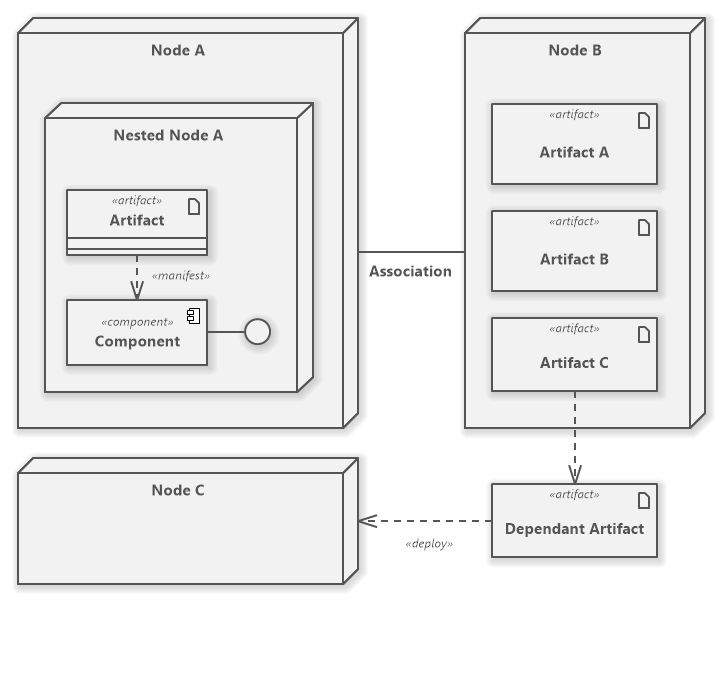 Node A
Nested Node A
«artifact»
Artifact
«manifest»
«component»
Component
Association
Node B
«artifact»
Artifact A
«artifact»
Artifact B
«artifact»
Artifact C
Node C
«deploy»
«artifact»
Dependant Artifact